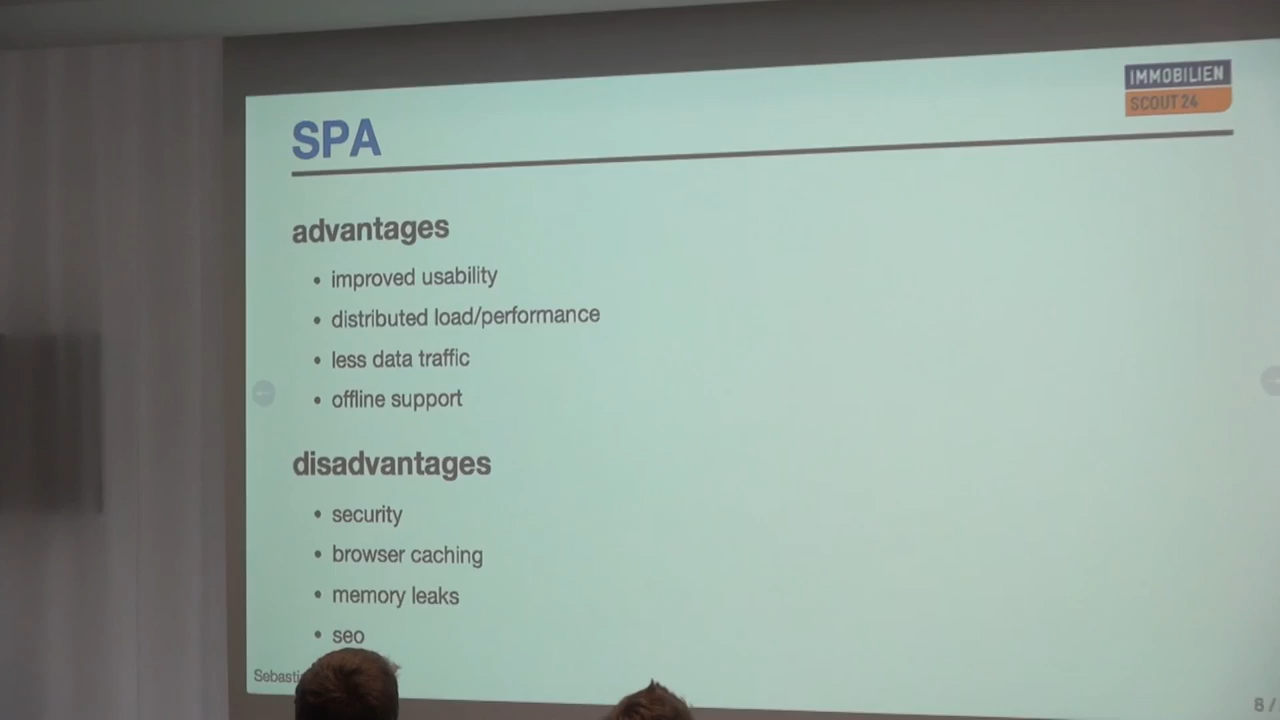 IMMOBILIEN
SCOUT 24
SPA
advantages
• improved usability
• distributed load/performance
• less data traffic
• offline support
disadvantages
• security
• browser caching
• memory leaks
• seo
8 /